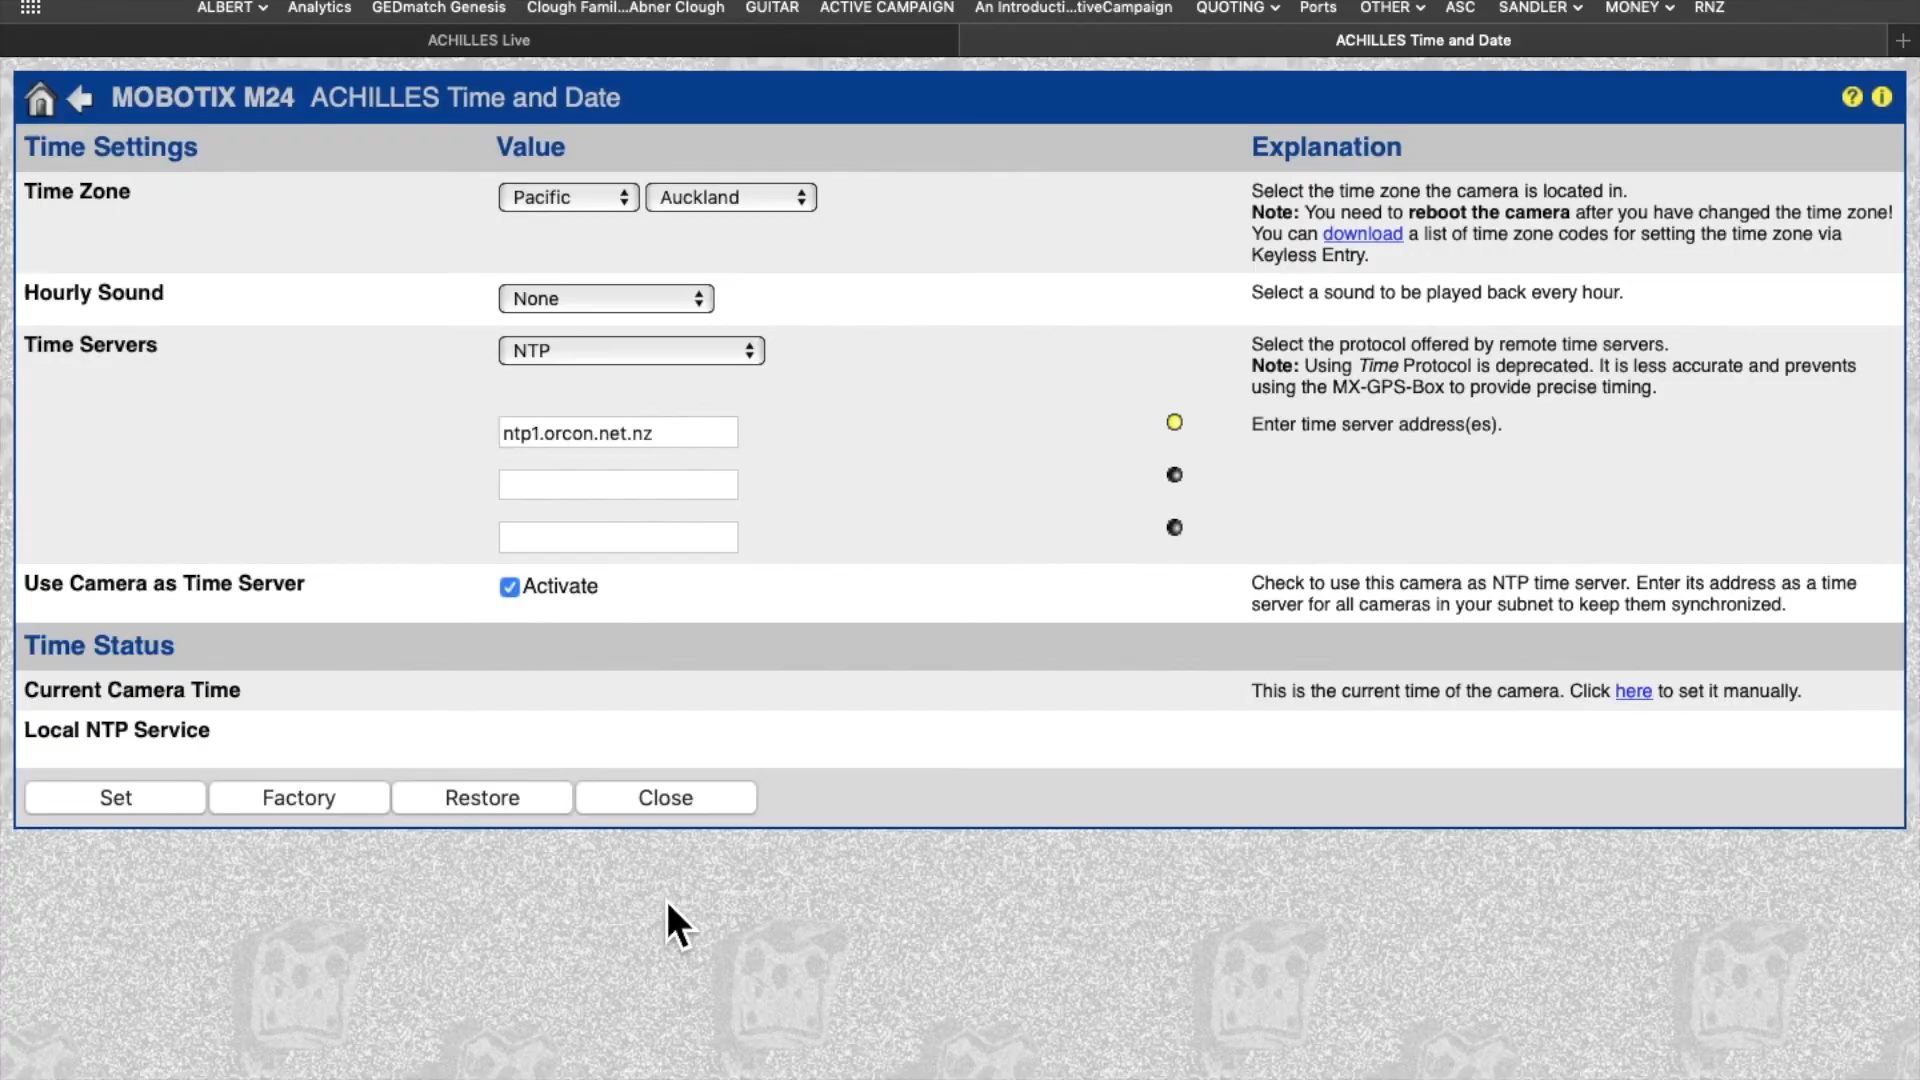 ALBERT Analytics GEDmatch Genesis Clough Famil...Abner Clough GUITAR ACTIVE CAMPAIGN An Introducti...tiveCampaign QUOTING Ports OTHER ASC SANDLER MONEY RNZ
ACHILLES Live ACHILLES Time and Date
MOBOTIX M24 ACHILLES Time and Date
Time Settings Value Explanation
Time Zone Pacific Auckland Select the time zone the camera is located in.
Note: You need to reboot the camera after you have changed the time zone!
You can download a list of time zone codes for setting the time zone via
Keyless Entry.
Hourly Sound None Select a sound to be played back every hour.
Time Servers NTP Select the protocol offered by remote time servers.
Note: Using Time Protocol is deprecated. It is less accurate and prevents
using the MX-GPS-Box to provide precise timing.
ntp1.orcon.net.nz Enter time server address(es).
Use Camera as Time Server Activate Check to use this camera as NTP time server. Enter its address as a time
server for all cameras in your subnet to keep them synchronized.
Time Status
Current Camera Time This is the current time of the camera. Click here to set it manually.
Local NTP Service
Set Factory Restore Close